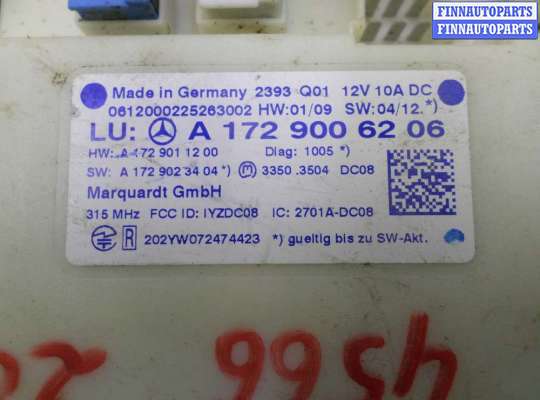 FINNAUTOPARTS
FINNAUTOPARTS
FINNAUTOPARTS
Made in Germany 2393 Q01 12V 10A DC
0612000225263002 HW:01/09 SW:04/12.*)
LU: A 172 900 62 06
HW: A 172 901 12 00 Diag: 1005 *)
SW: A 172 902 34 04 *) 3350 .3504 DC08
Marquardt GmbH
315 MHz FCC ID: IYZDC08 IC: 2701A-DC08
R 202YW072474423 *) gueltig bis zu SW-Akt.
4566